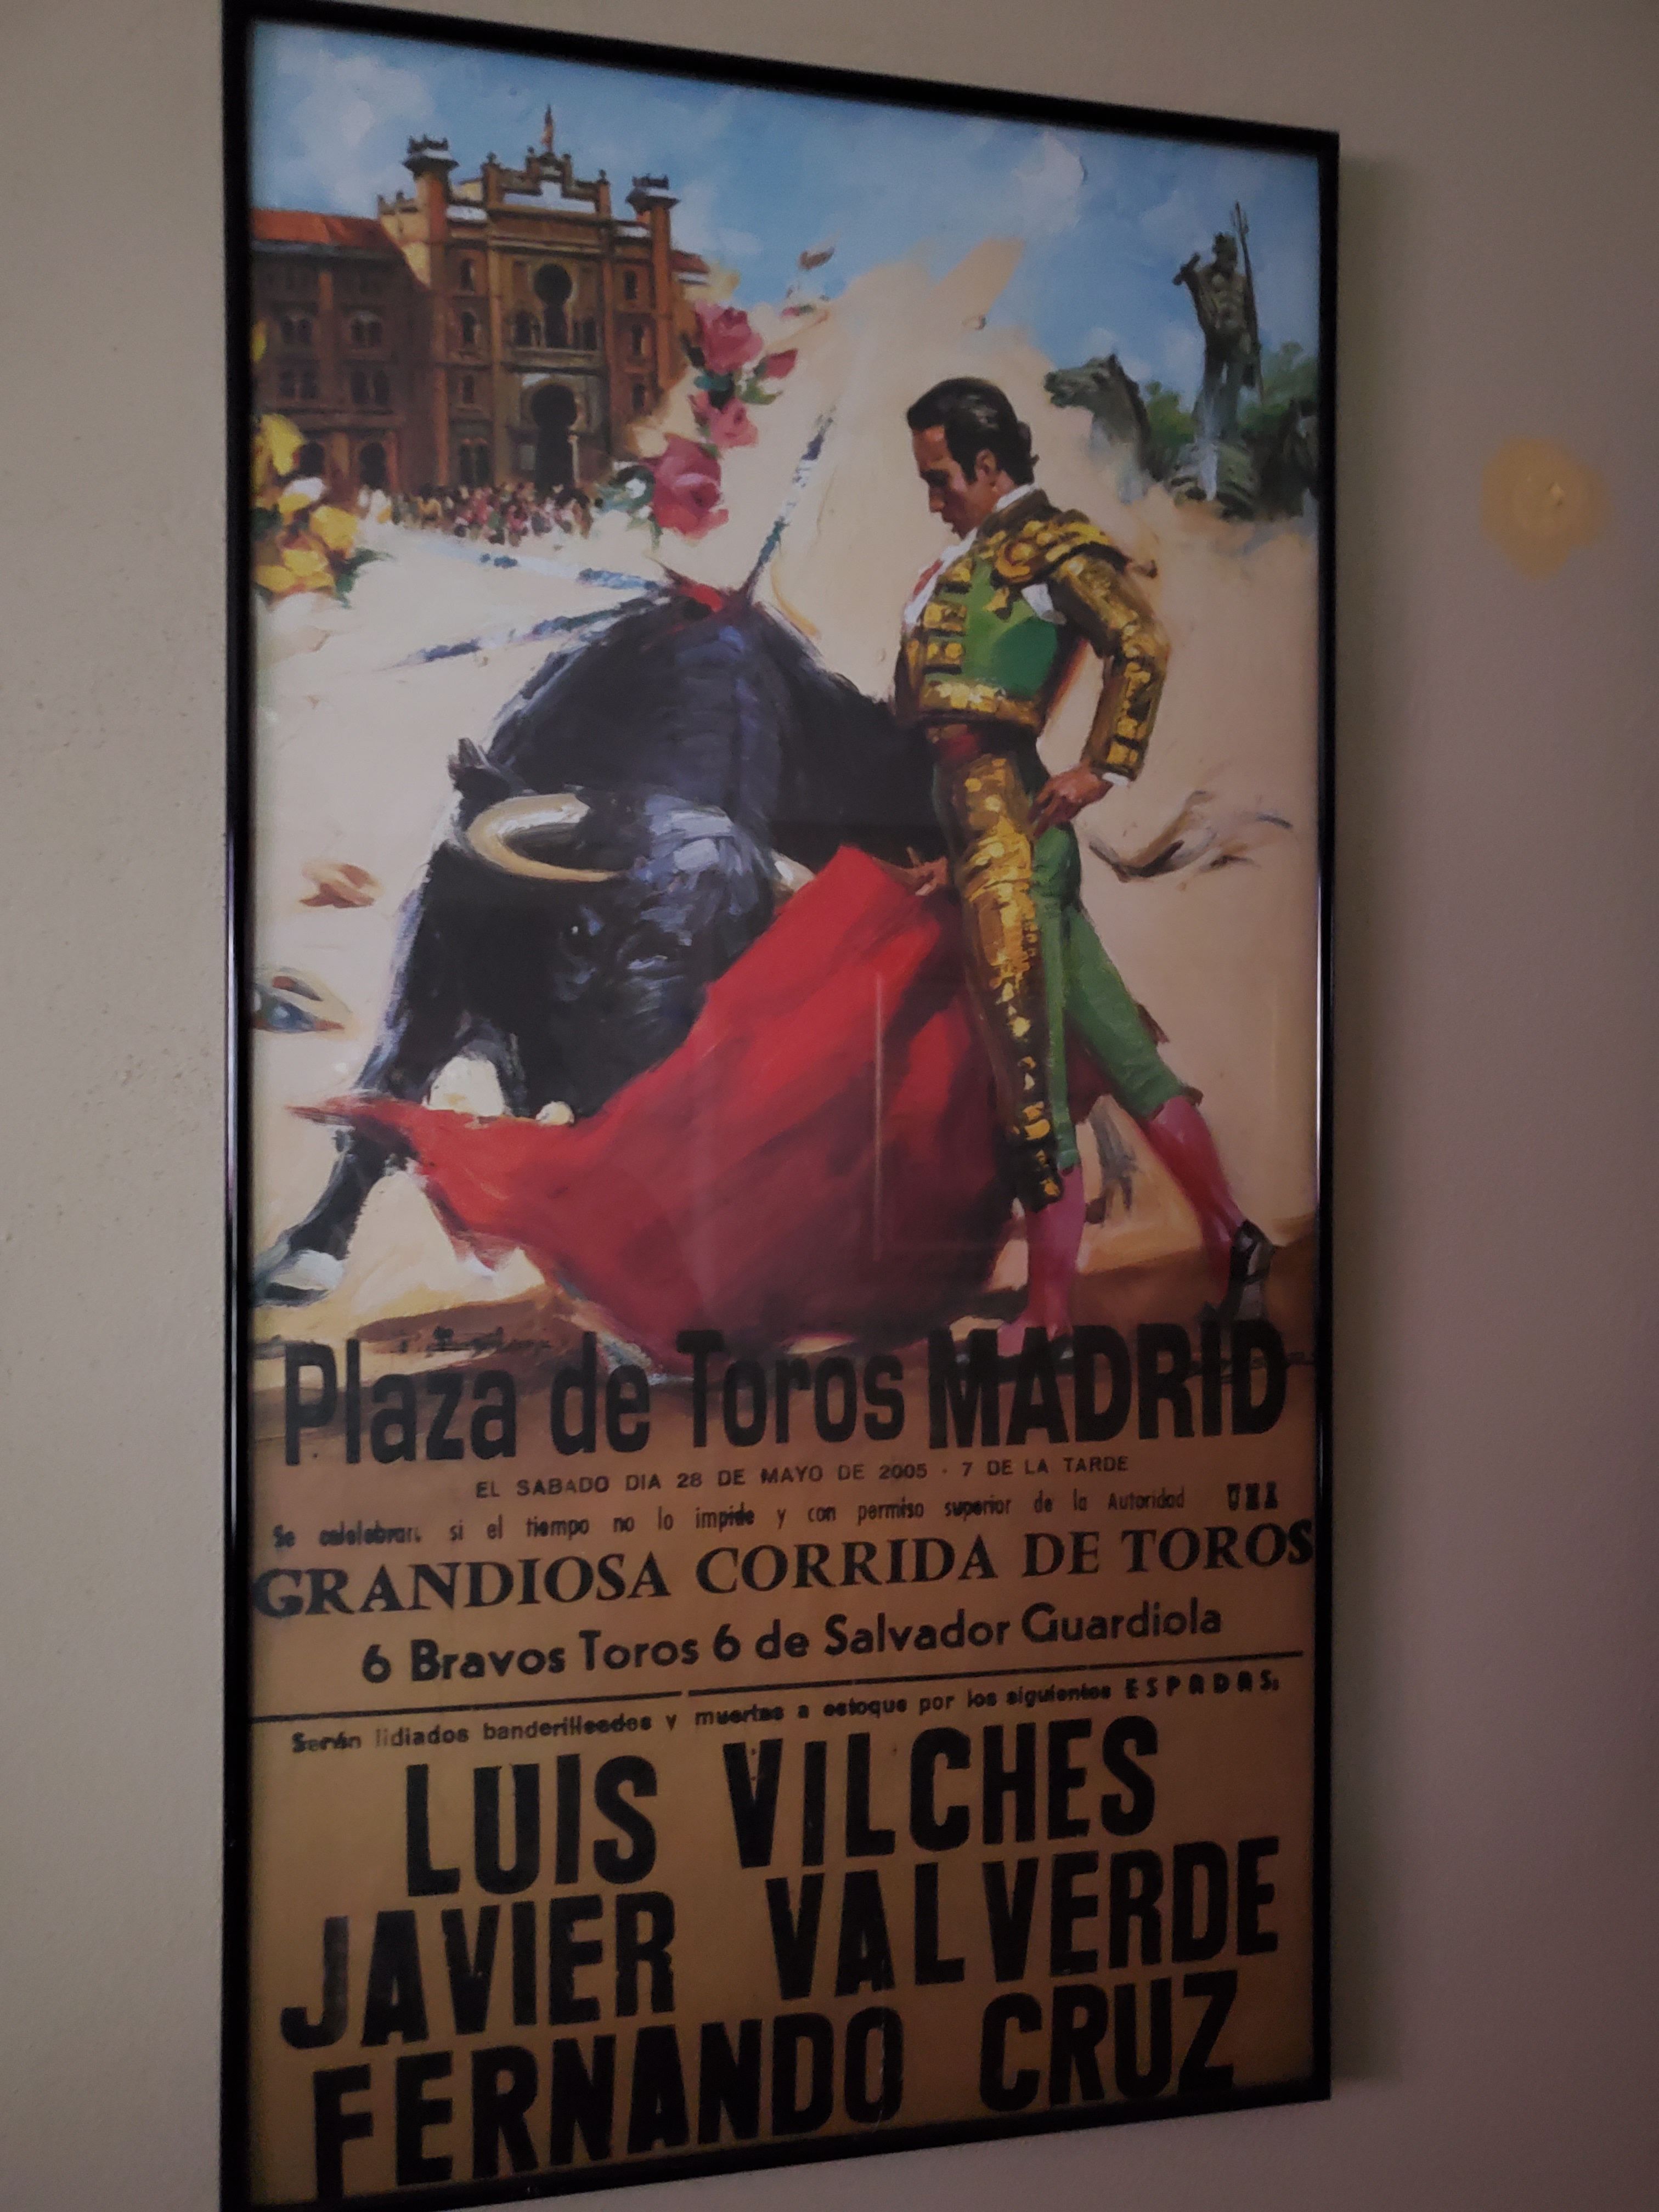 Plaza de Toros MADRID
EL SABADO DIA 28 DE MAYO DE 2005 - 7 DE LA TARDE
Se si el tiempo no lo impide y con permiso superior de la Autoridad UNA
GRANDIOSA CORRIDA DE TOROS
6 Bravos Toros 6 de Salvador Guardiola
Serán lidiados banderilleados y muertas a estoque por los siguientes ESPADAS:
LUIS VILCHES
JAVIER VALVERDE
FERNANDO CRUZ